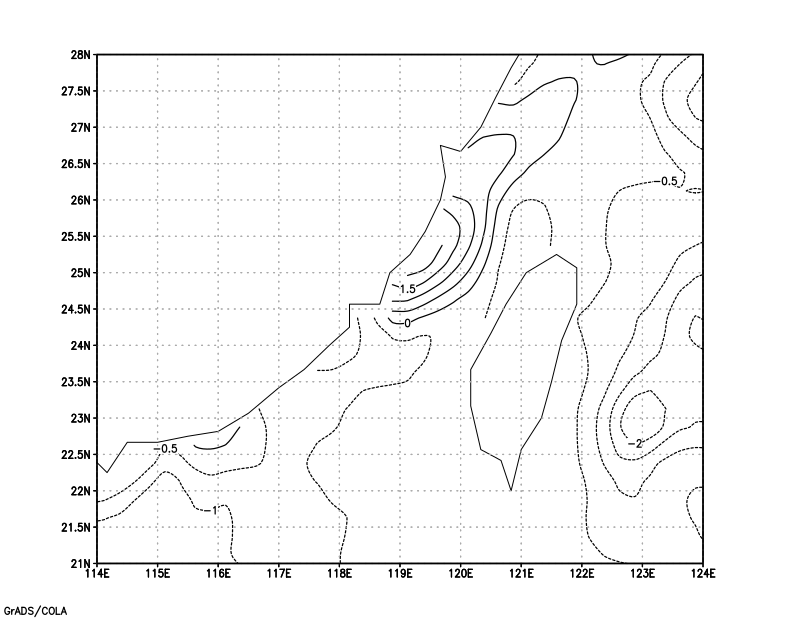 28N
27.5N
27N
26.5N
−0.5
26N
25.5N
25N
1.5
24.5N
0
24N
23.5N
23N
−2
−0.5
22.5N
22N
−1
21.5N
21N
114E 115E 116E 117E 118E 119E 120E 121E 122E 123E 124E
GrADS/COLA